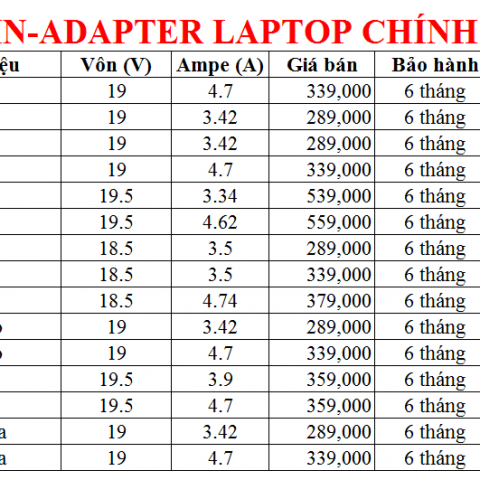 IN-ADAPTER LAPTOP CHÍNH
ệu Vôn (V) Ampe (A) Giá bán Bảo hành
19 4.7 339,000 6 tháng
19 3.42 289,000 6 tháng
19 3.42 289,000 6 tháng
19 4.7 339,000 6 tháng
19.5 3.34 539,000 6 tháng
19.5 4.62 559,000 6 tháng
18.5 3.5 289,000 6 tháng
18.5 3.5 339,000 6 tháng
18.5 4.74 379,000 6 tháng
o 19 3.42 289,000 6 tháng
o 19 4.7 339,000 6 tháng
19.5 3.9 359,000 6 tháng
19.5 4.7 359,000 6 tháng
a 19 3.42 289,000 6 tháng
a 19 4.7 339,000 6 tháng